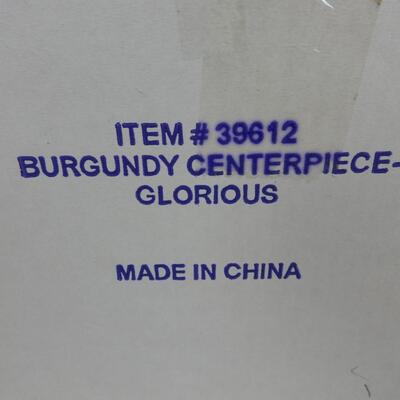 ITEM # 39612
BURGUNDY CENTERPIECE-
GLORIOUS
MADE IN CHINA